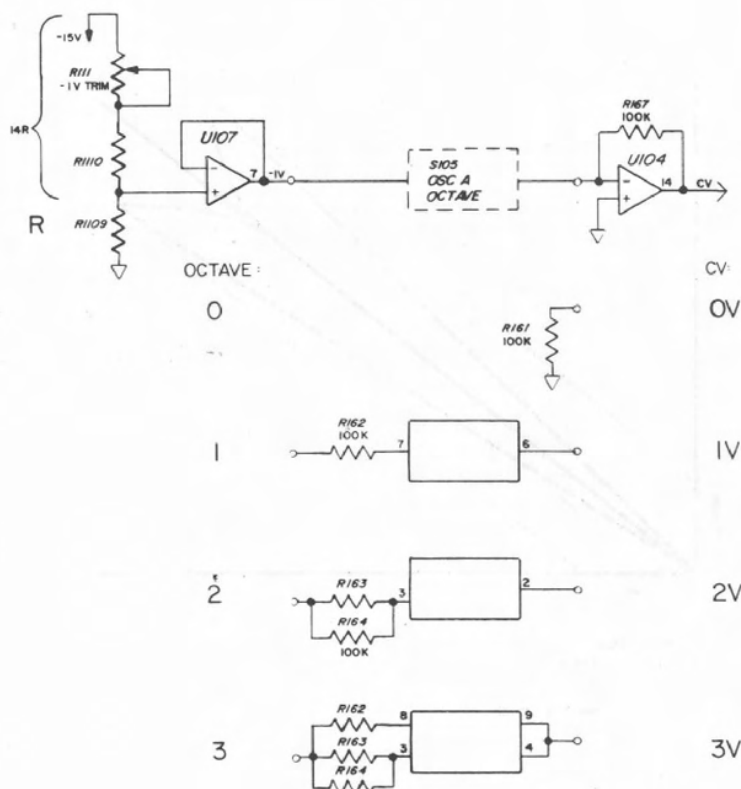 -15V
R111
-1V TRIM
14R
R1110
R
R1109
U107
-
+
7
-1V
S105
OSC A
OCTAVE
R167
100K
U104
-
+
14
CV
OCTAVE:
CV:
0
R161
100K
0V
1
R162
100K
7
6
1V
2
R163
R164
100K
3
2
2V
3
R162
R163
R164
8
3
9
4
3V